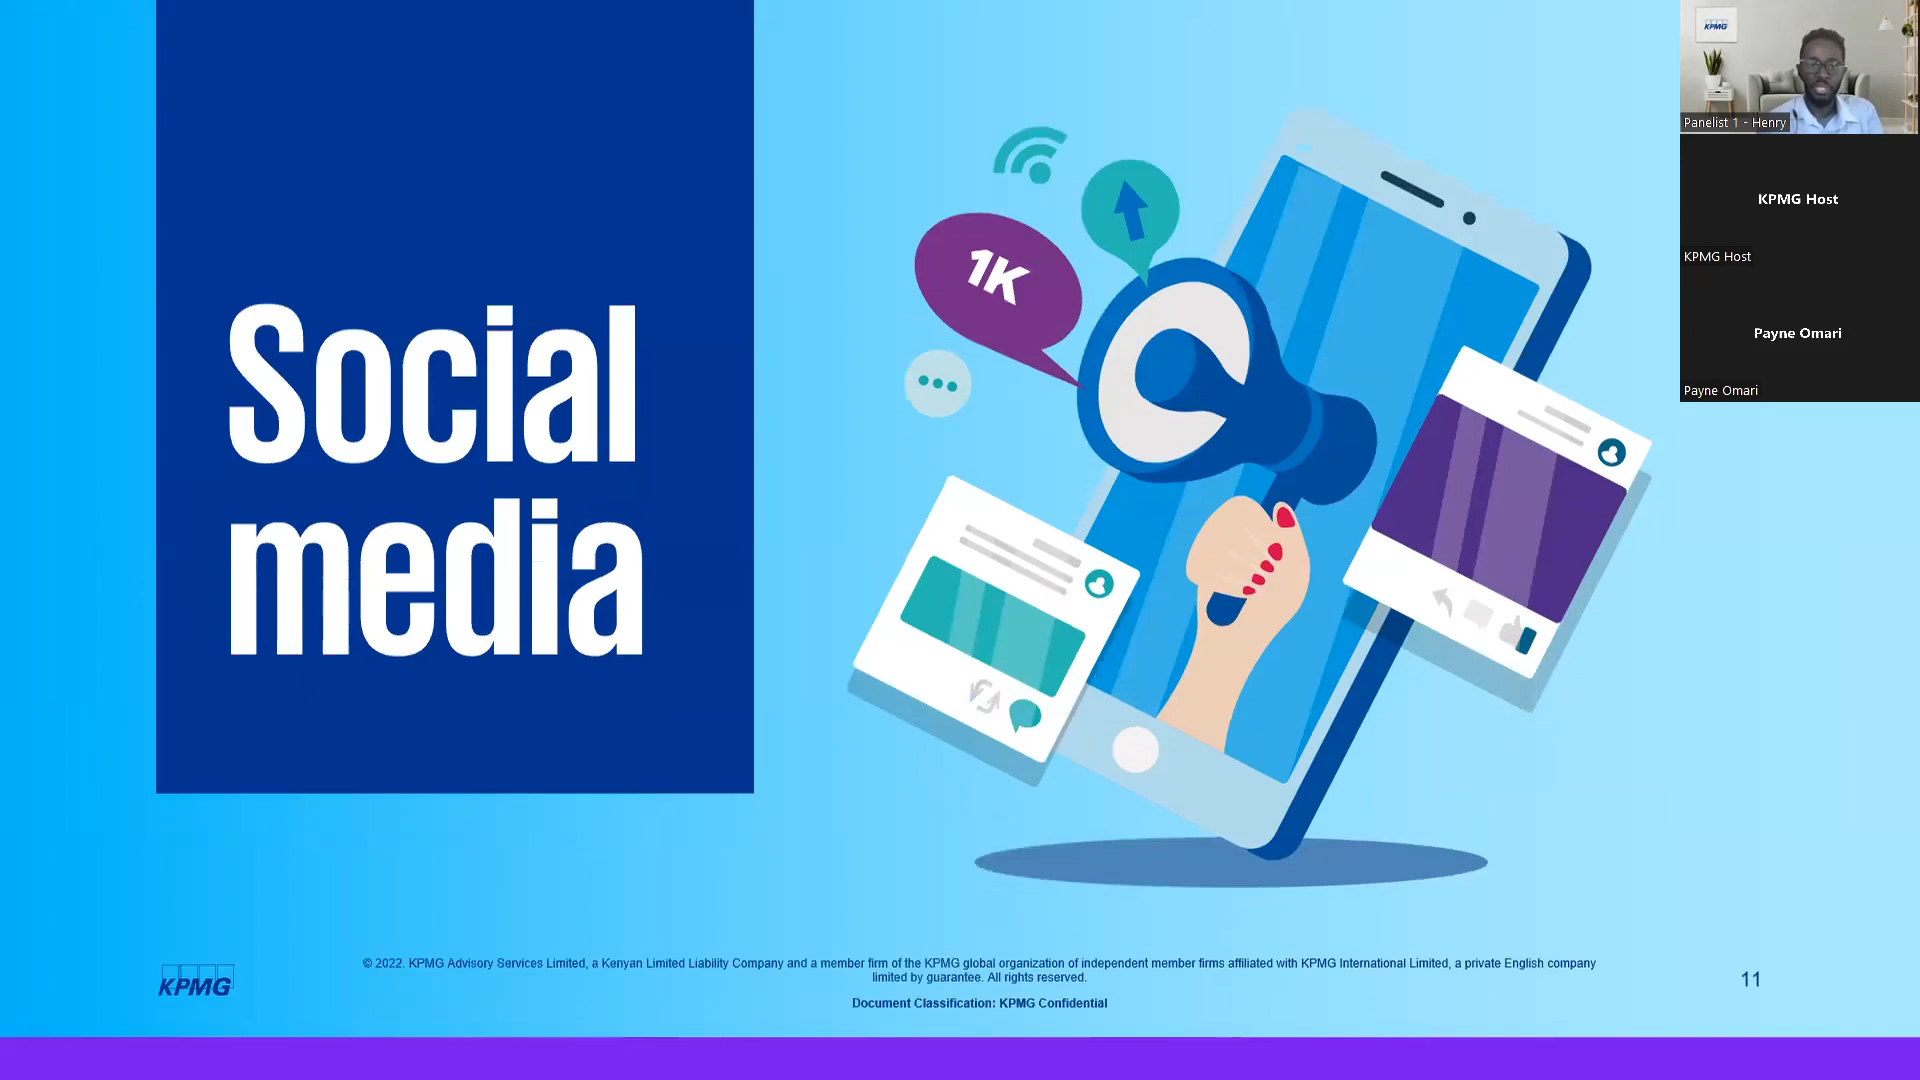 Social
media
1K
KPMG
Panelist 1 - Henry
KPMG Host
KPMG Host
Payne Omari
Payne Omari
KPMG
© 2022. KPMG Advisory Services Limited, a Kenyan Limited Liability Company and a member firm of the KPMG global organization of independent member firms affiliated with KPMG International Limited, a private English company
limited by guarantee. All rights reserved.
Document Classification: KPMG Confidential
11